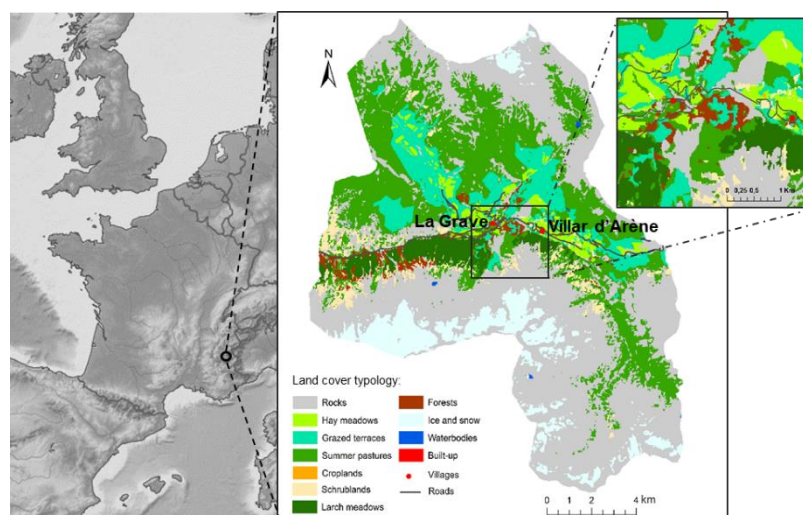 N
La Grave
Villar d'Arène
0 0,25 0,5 1 Km
Land cover typology:
Rocks
Hay meadows
Grazed terraces
Summer pastures
Croplands
Schrublands
Larch meadows
Forests
Ice and snow
Waterbodies
Built-up
Villages
Roads
0 1 2 4 km